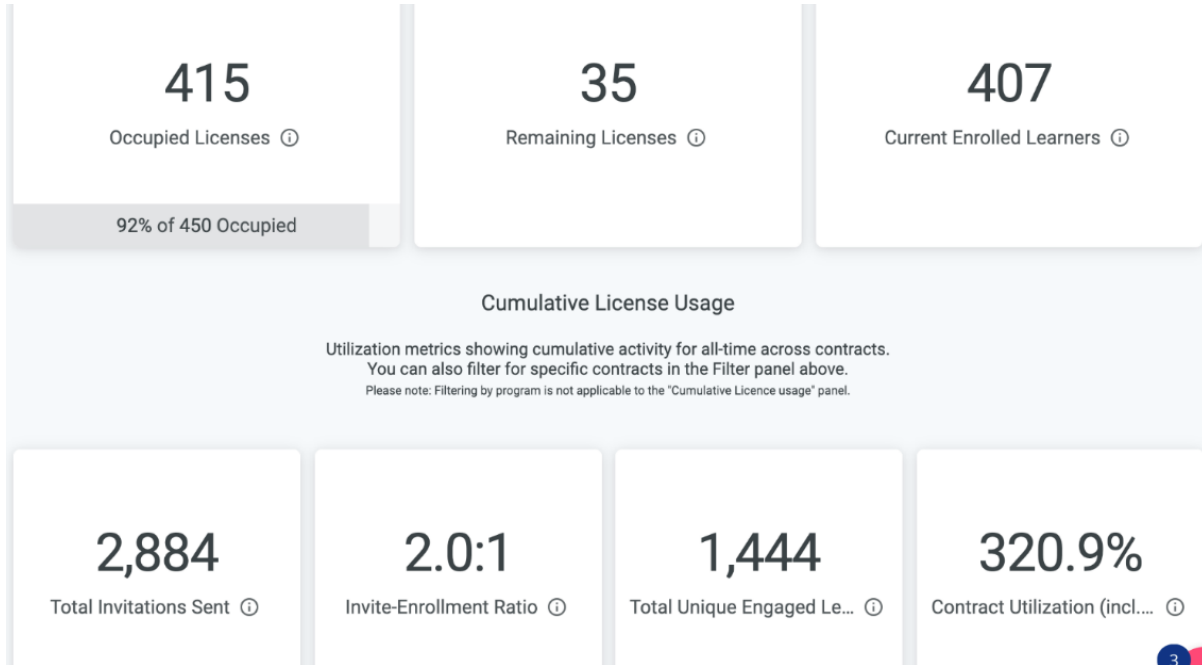 415
Occupied Licenses
92% of 450 Occupied
35
Remaining Licenses
407
Current Enrolled Learners
Cumulative License Usage
Utilization metrics showing cumulative activity for all-time across contracts.
You can also filter for specific contracts in the Filter panel above.
Please note: Filtering by program is not applicable to the "Cumulative Licence usage" panel.
2,884
Total Invitations Sent
2.0:1
Invite-Enrollment Ratio
1,444
Total Unique Engaged Le...
320.9%
Contract Utilization (incl....
3